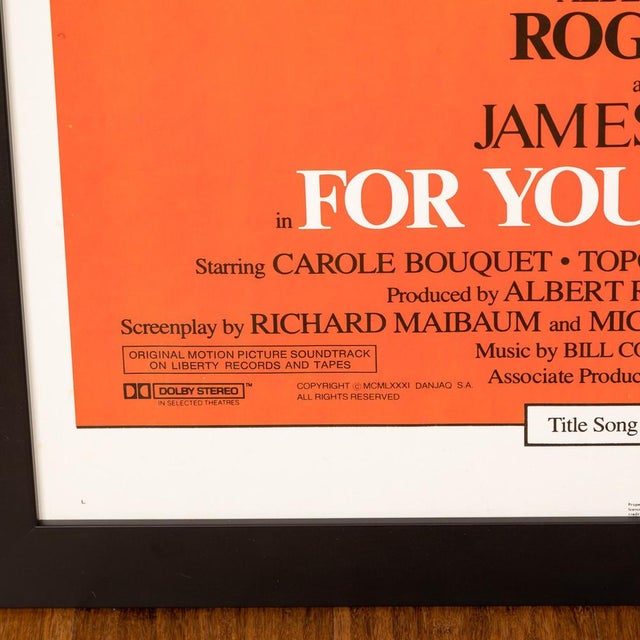 ROG
a
JAMES
in FOR YOU
Starring CAROLE BOUQUET • TOPO
Produced by ALBERT R
Screenplay by RICHARD MAIBAUM and MIC
ORIGINAL MOTION PICTURE SOUNDTRACK
ON LIBERTY RECORDS AND TAPES
Music by BILL CO
DOLBY STEREO™
IN SELECTED THEATRES
COPYRIGHT © MCMLXXXI DANJAQ S.A.
ALL RIGHTS RESERVED
Associate Produc
Title Song